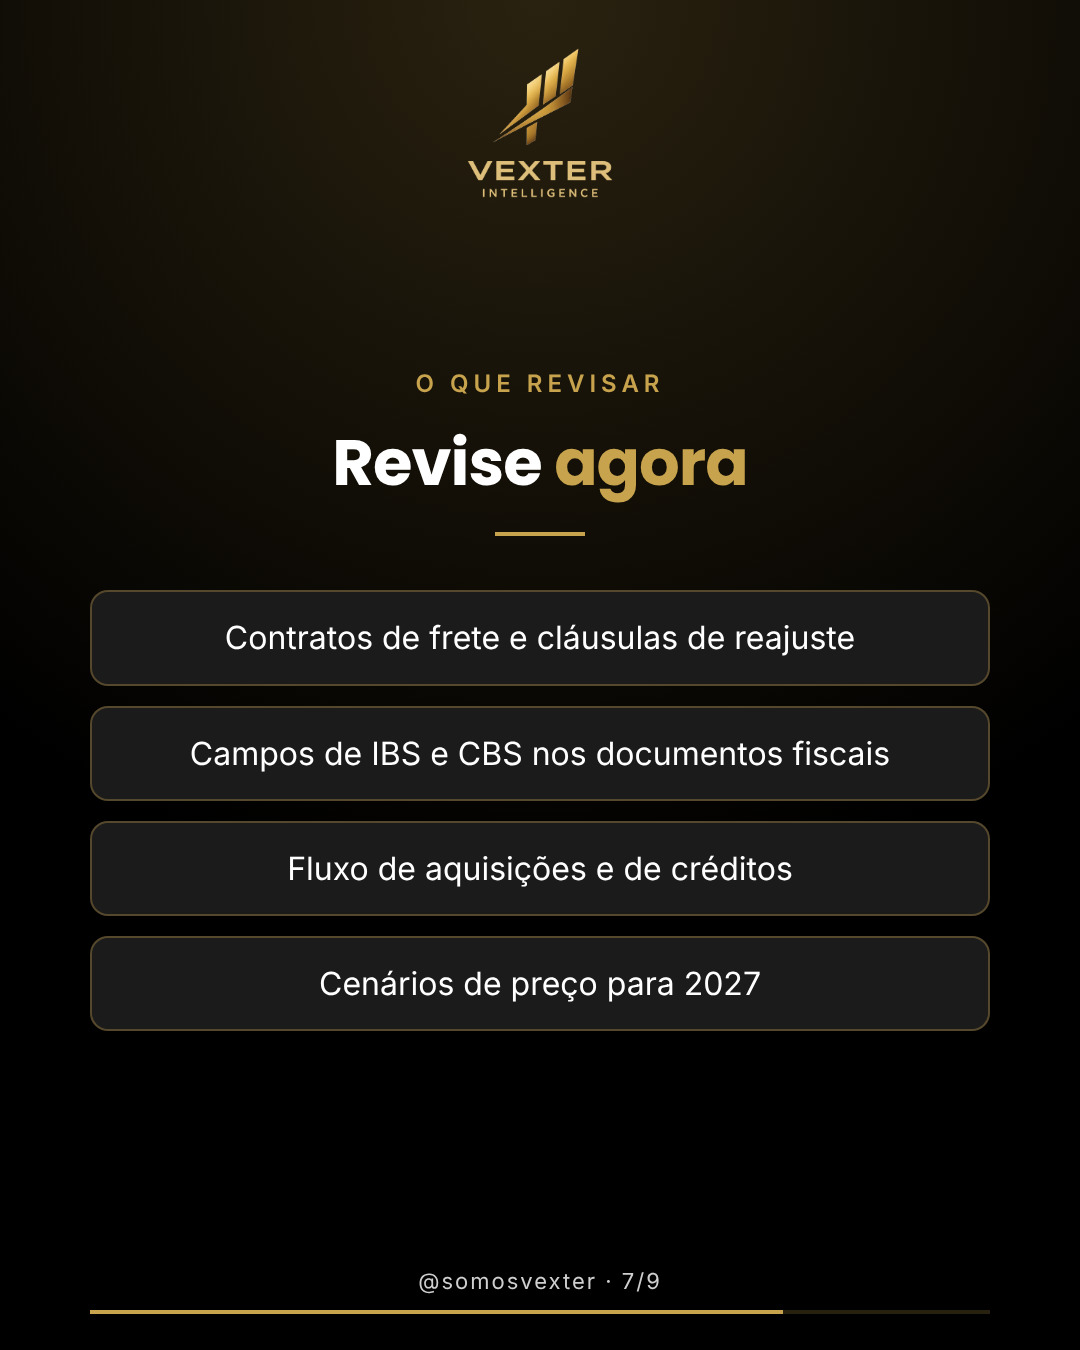 VEXTER
INTELLIGENCE
O QUE REVISAR
Revise agora
Contratos de frete e cláusulas de reajuste
Campos de IBS e CBS nos documentos fiscais
Fluxo de aquisições e de créditos
Cenários de preço para 2027
@somosvexter · 7/9